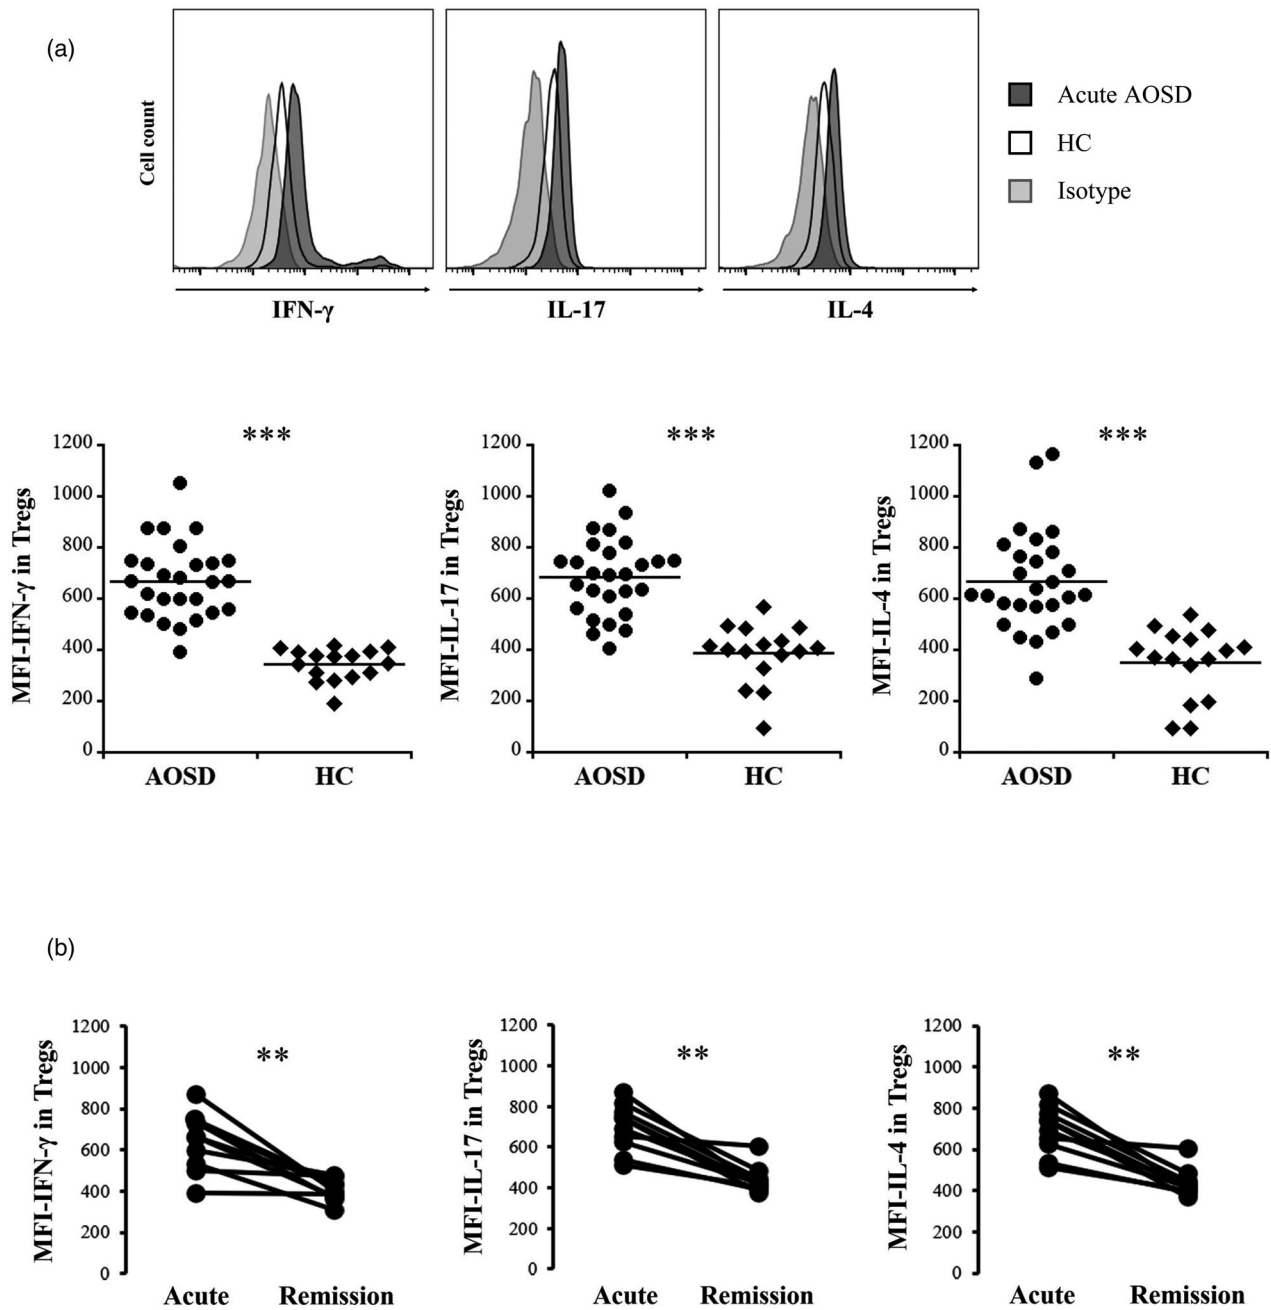 (a)
Cell count
IFN-γ
IL-17
IL-4
Acute AOSD
HC
Isotype
MFI-IFN-γ in Tregs
1200
1000
800
600
400
200
0
***
AOSD
HC
MFI-IL-17 in Tregs
1200
1000
800
600
400
200
0
***
AOSD
HC
MFI-IL-4 in Tregs
1200
1000
800
600
400
200
0
***
AOSD
HC
(b)
MFI-IFN-γ in Tregs
1200
1000
800
600
400
200
0
**
Acute
Remission
MFI-IL-17 in Tregs
1200
1000
800
600
400
200
0
**
Acute
Remission
MFI-IL-4 in Tregs
1200
1000
800
600
400
200
0
**
Acute
Remission